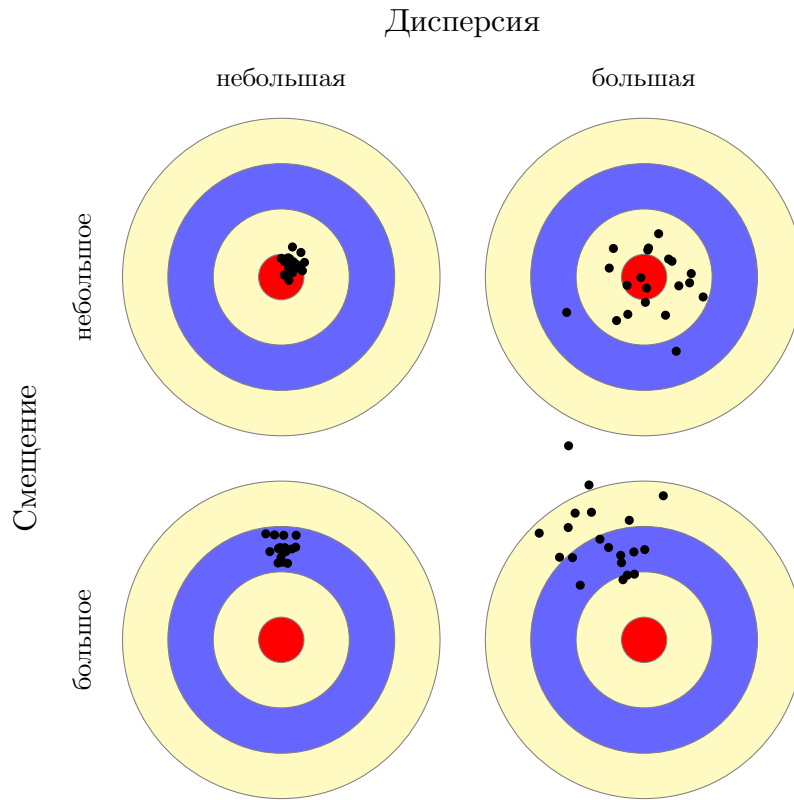 Дисперсия
небольшая
большая
Смещение
небольшое
большое